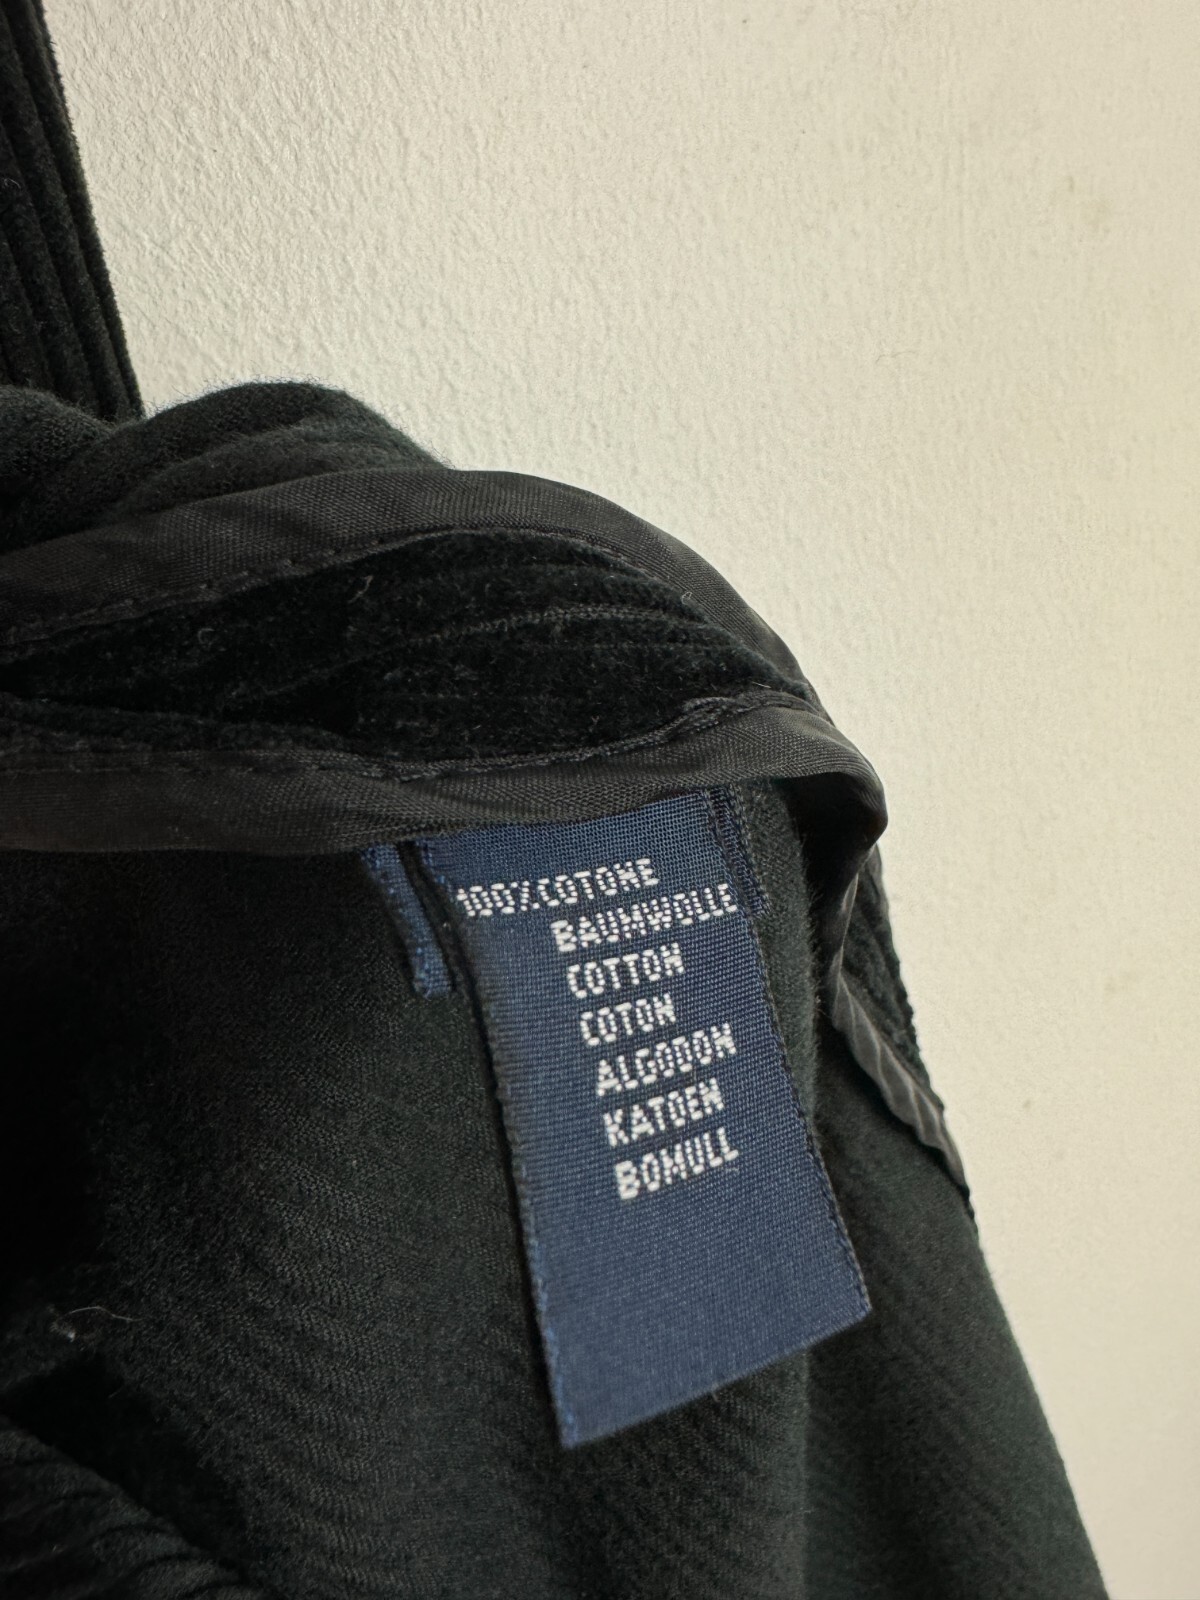 100%COTONE
BAUMWOLLE
COTTON
COTON
ALGODON
KATOEN
BOMULL